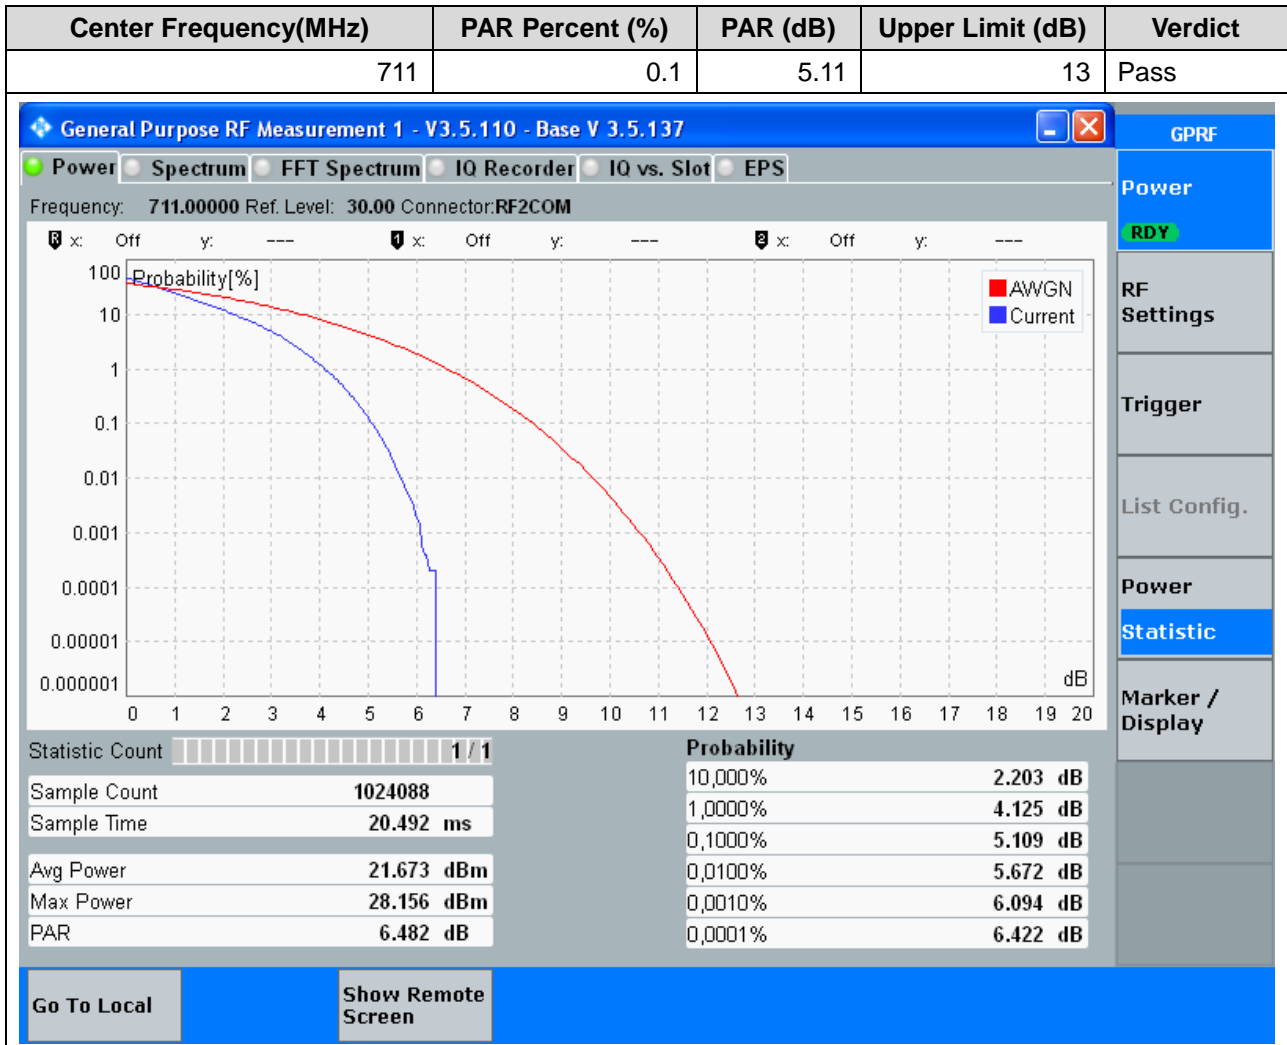 Center Frequency(MHz) PAR Percent (%) PAR (dB) Upper Limit (dB) Verdict
711 0.1 5.11 13 Pass
General Purpose RF Measurement 1 - V3.5.110 - Base V 3.5.137
GPRF
Power Spectrum FFT Spectrum IQ Recorder IQ vs. Slot EPS
Frequency: 711.00000 Ref. Level: 30.00 Connector:RF2COM
R x: Off y: --- 1 x: Off y: --- 2 x: Off y: ---
Probability[%]
100
10
1
0.1
0.01
0.001
0.0001
0.00001
0.000001
AWGN
Current
dB
0 1 2 3 4 5 6 7 8 9 10 11 12 13 14 15 16 17 18 19 20
Statistic Count 1 / 1
Sample Count 1024088
Sample Time 20.492 ms
Avg Power 21.673 dBm
Max Power 28.156 dBm
PAR 6.482 dB
Probability
10,000% 2.203 dB
1,0000% 4.125 dB
0,1000% 5.109 dB
0,0100% 5.672 dB
0,0010% 6.094 dB
0,0001% 6.422 dB
Power
RDY
RF
Settings
Trigger
List Config.
Power
Statistic
Marker /
Display
Go To Local
Show Remote
Screen